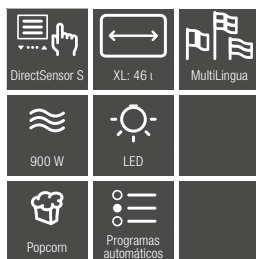 DirectSensor S
XL: 46 l
MultiLingua
900 W
LED
Popcorn
Programas
automáticos